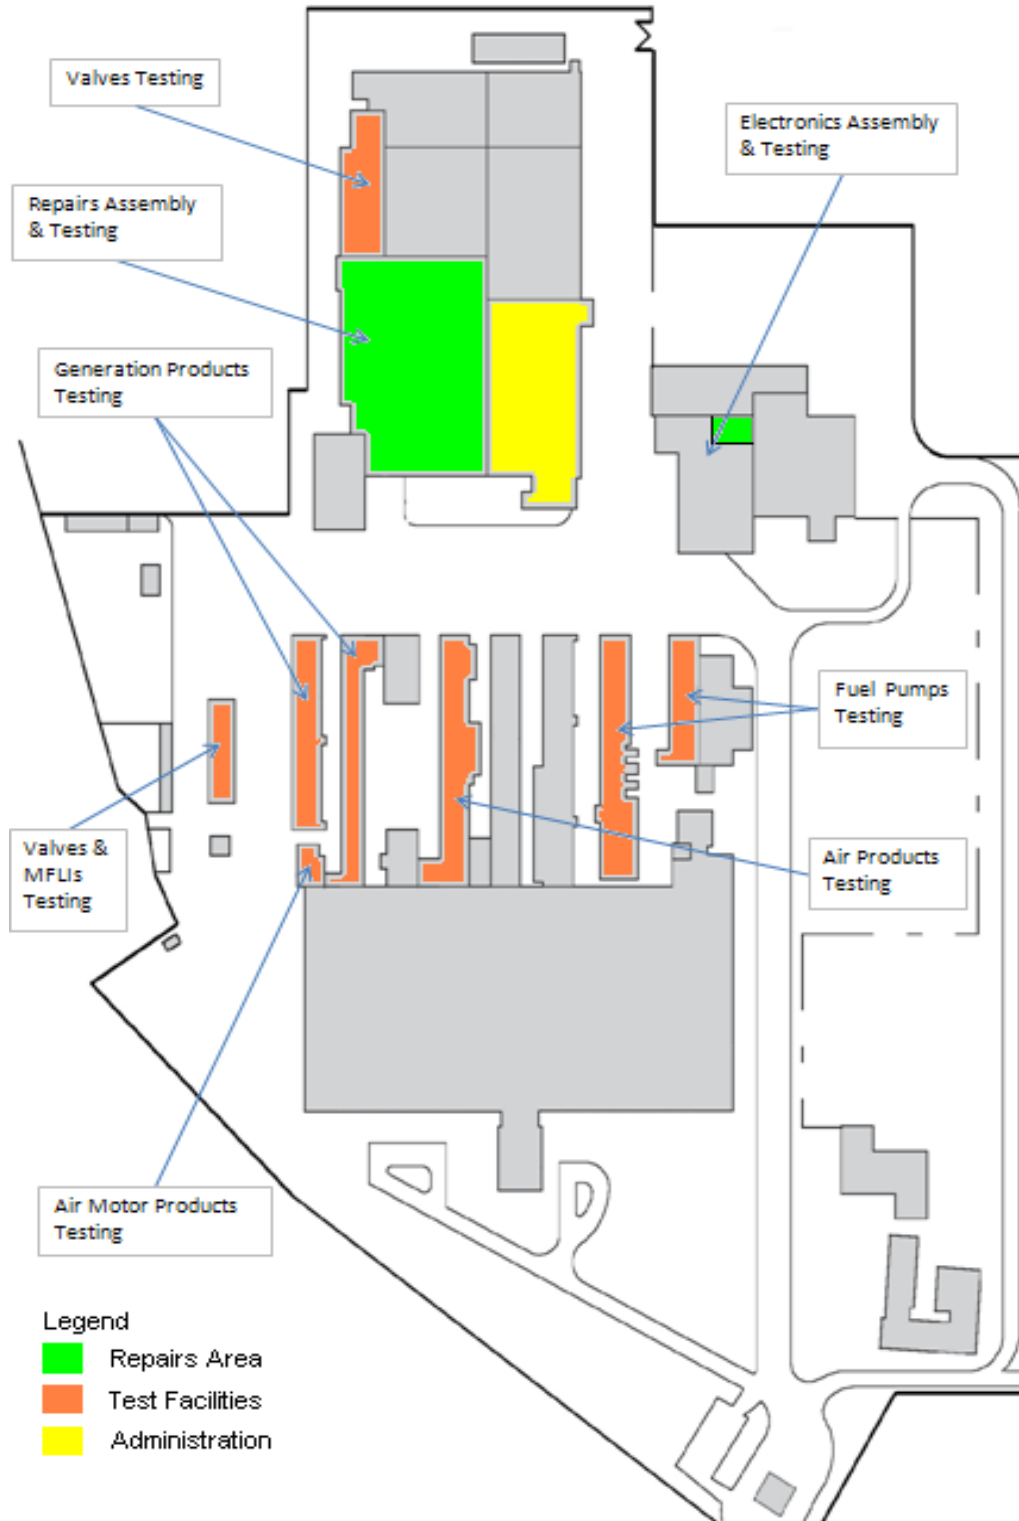 Valves Testing
Electronics Assembly
& Testing
Repairs Assembly
& Testing
Generation Products
Testing
Fuel Pumps
Testing
Valves &
MFLIs
Testing
Air Products
Testing
Air Motor Products
Testing
Legend
Repairs Area
Test Facilities
Administration